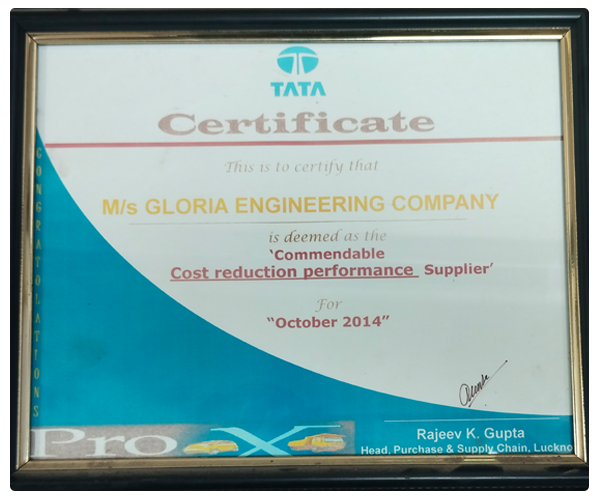 TATA
Certificate
This is to certify that
M/s GLORIA ENGINEERING COMPANY
is deemed as the
‘Commendable
Cost reduction performance Supplier’
For
“October 2014”
CONGRATOLATIONS
Pro X
Rajeev K. Gupta
Head, Purchase & Supply Chain, Luckno